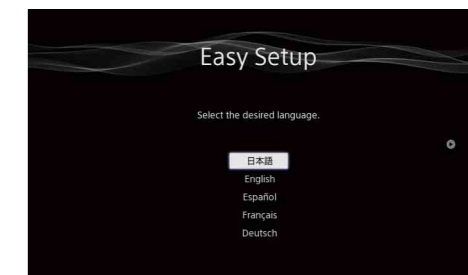 Easy Setup
Select the desired language.
日本語
English
Español
Français
Deutsch